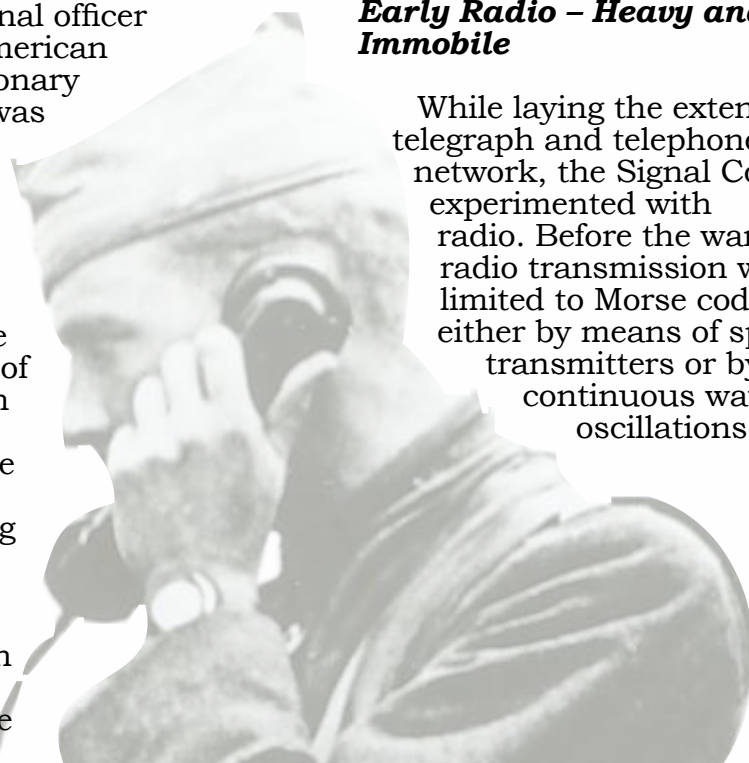 nal officer
merican
onary
was
e
of
n
e
g
n
e
Early Radio – Heavy and
Immobile
While laying the exten
telegraph and telephone
network, the Signal Co
experimented with
radio. Before the war
radio transmission w
limited to Morse cod
either by means of sp
transmitters or by
continuous wav
oscillations